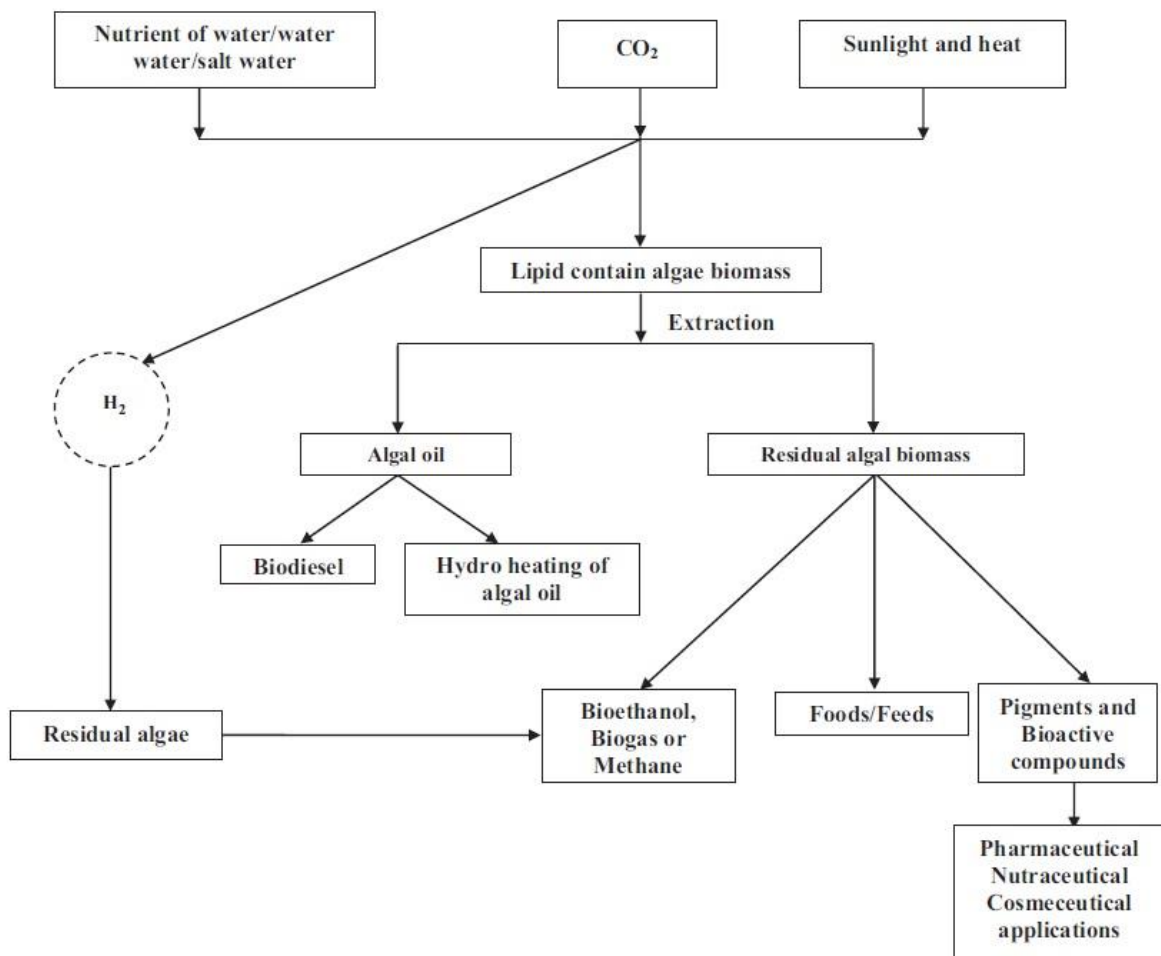 Nutrient of water/water
water/salt water
CO₂
Sunlight and heat
Lipid contain algae biomass
Extraction
H₂
Algal oil
Residual algal biomass
Biodiesel
Hydro heating of
algal oil
Residual algae
Bioethanol,
Biogas or
Methane
Foods/Feeds
Pigments and
Bioactive
compounds
Pharmaceutical
Nutraceutical
Cosmeceutical
applications